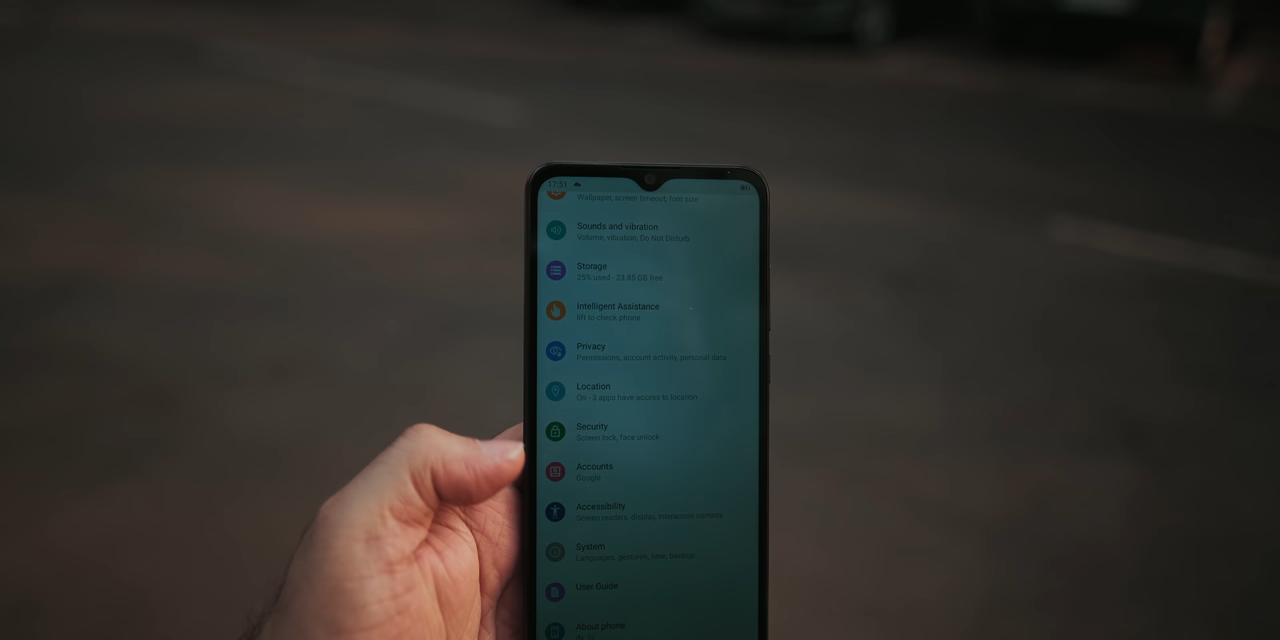 17:51
Wallpaper, screen timeout, font size
Sounds and vibration
Volume, vibration, Do Not Disturb
Storage
25% used - 23.85 GB free
Intelligent Assistance
lift to check phone
Privacy
Permissions, account activity, personal data
Location
On - 3 apps have access to location
Security
Screen lock, face unlock
Accounts
Google
Accessibility
Screen readers, display, interaction controls
System
Languages, gestures, time, backup
User Guide
About phone